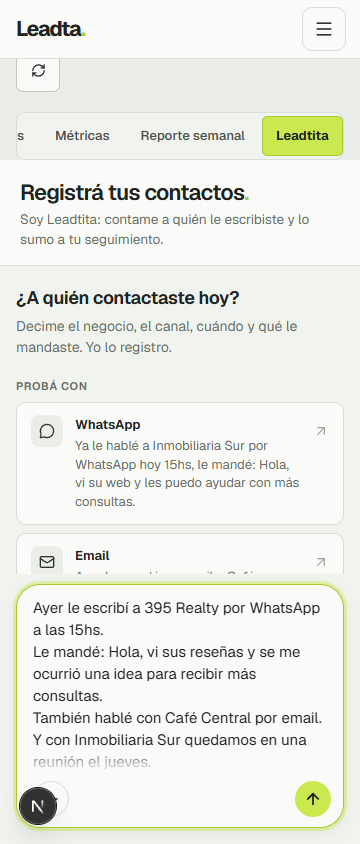 Leadta.
s
Métricas
Reporte semanal
Leadtita
Registrá tus contactos.
Soy Leadtita: contame a quién le escribiste y lo
sumo a tu seguimiento.
¿A quién contactaste hoy?
Decime el negocio, el canal, cuándo y qué le
mandaste. Yo lo registro.
PROBÁ CON
WhatsApp
Ya le hablé a Inmobiliaria Sur por
WhatsApp hoy 15hs, le mandé: Hola,
vi su web y les puedo ayudar con más
consultas.
Email
Ayer le escribí a 395 Realty por WhatsApp
a las 15hs.
Le mandé: Hola, vi sus reseñas y se me
ocurrió una idea para recibir más
consultas.
También hablé con Café Central por email.
Y con Inmobiliaria Sur quedamos en una
reunión el jueves.
N